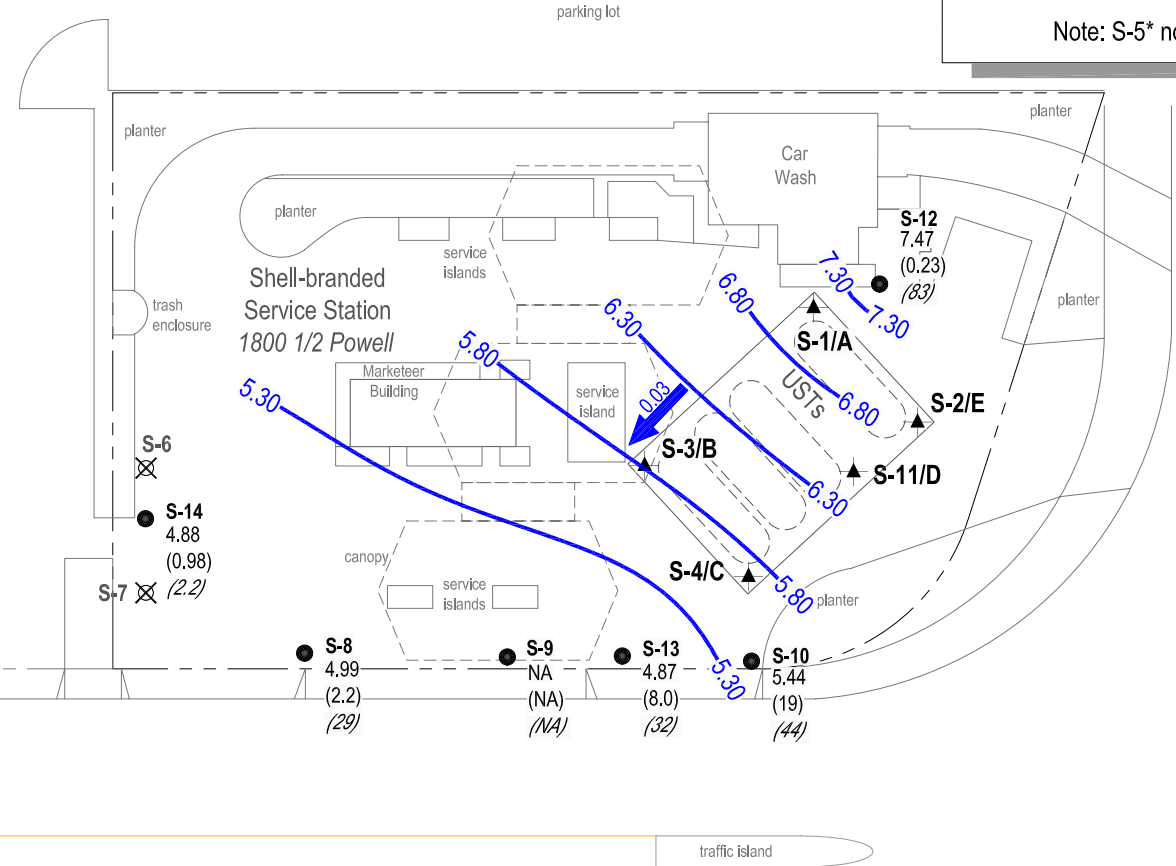 parking lot
Note: S-5* no
planter
planter
Car
Wash
planter
S-12
7.47
(0.23)
(83)
service
islands
7.30
7.30
Shell-branded
Service Station
1800 1/2 Powell
trash
enclosure
planter
6.80
6.30
5.80
S-1/A
USTs
6.80
Marketeer
Building
service
island
0.03
5.30
S-2/E
S-6
S-3/B
S-11/D
6.30
S-14
4.88
(0.98)
(2.2)
S-7
canopy
service
islands
S-4/C
5.80
planter
S-8
4.99
(2.2)
(29)
S-9
NA
(NA)
(NA)
S-13
4.87
(8.0)
(32)
5.30
S-10
5.44
(19)
(44)
traffic island